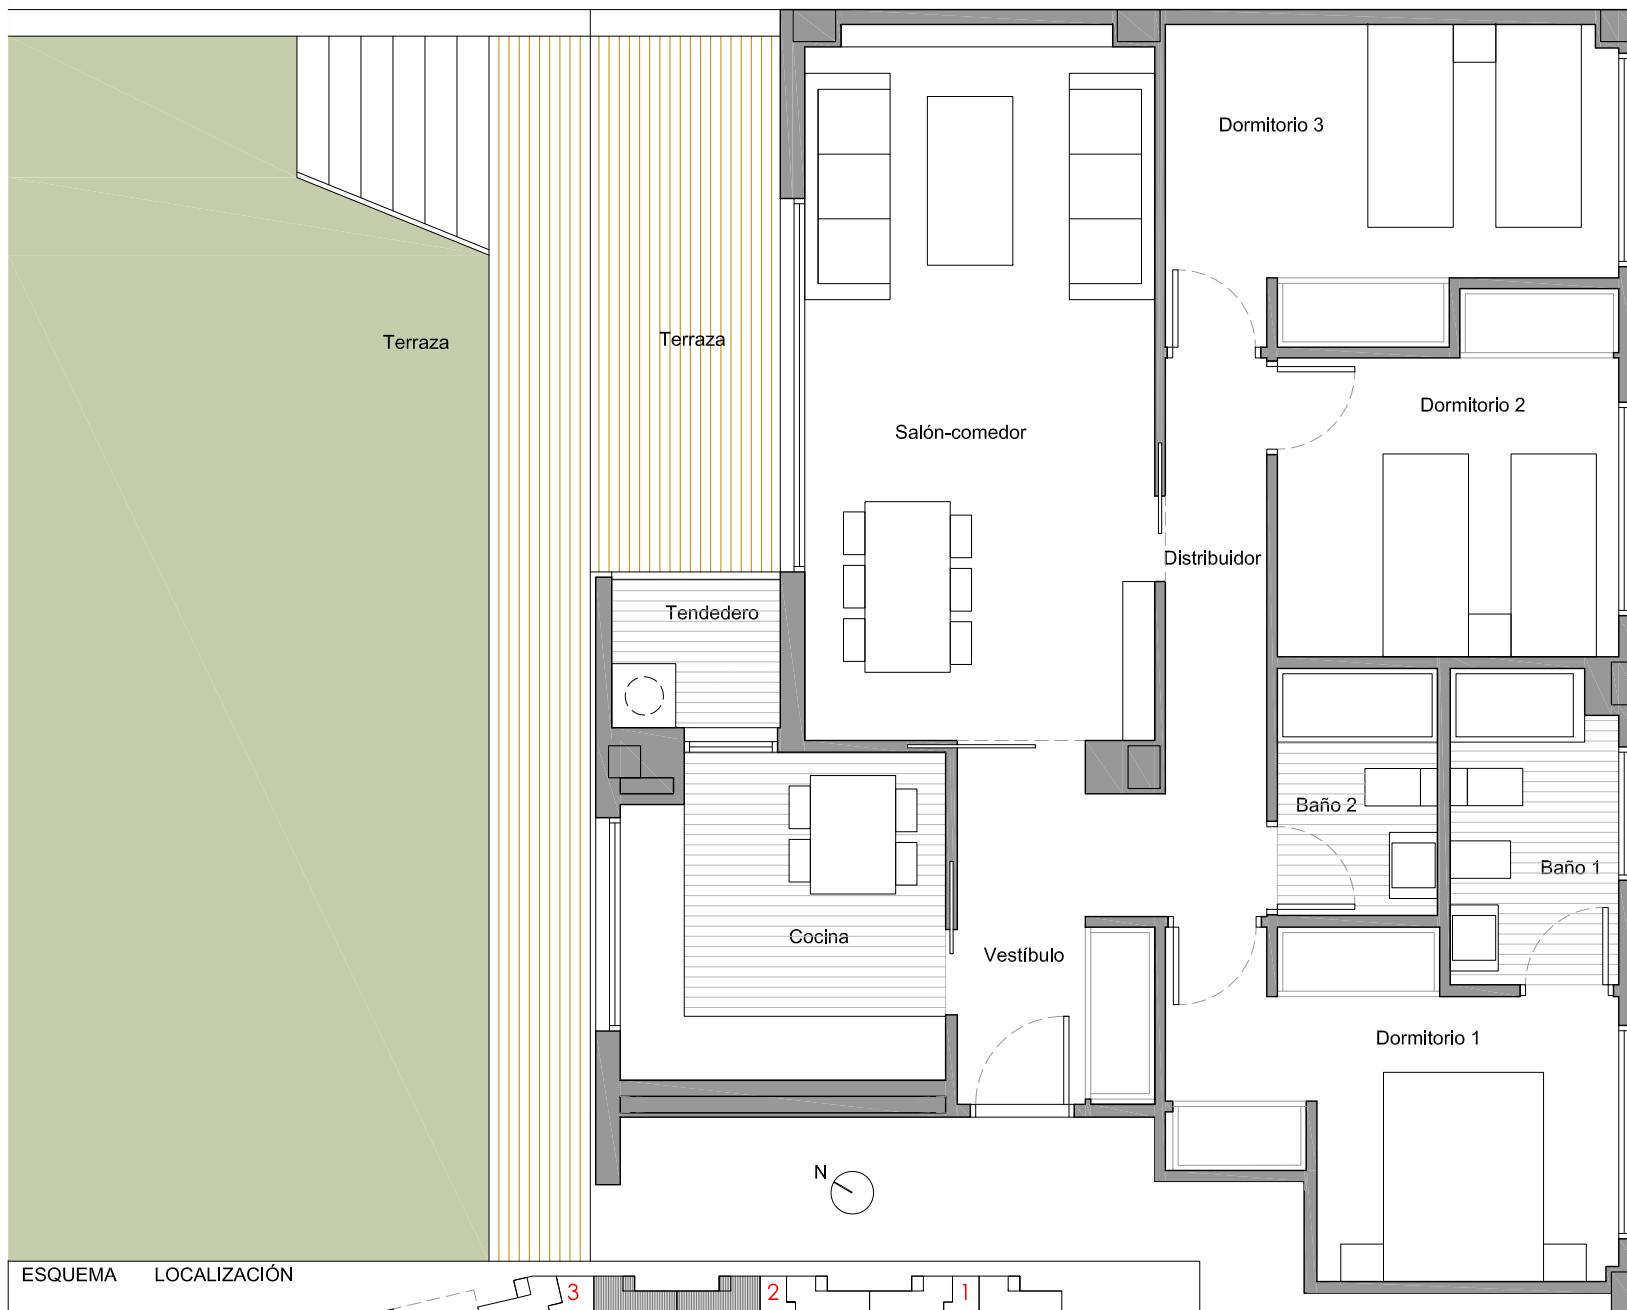 Dormitorio 3
Terraza
Terraza
Dormitorio 2
Salón-comedor
Distribuidor
Tendedero
Baño 2
Baño 1
Cocina
Vestíbulo
Dormitorio 1
N
ESQUEMA LOCALIZACIÓN
3 2 1